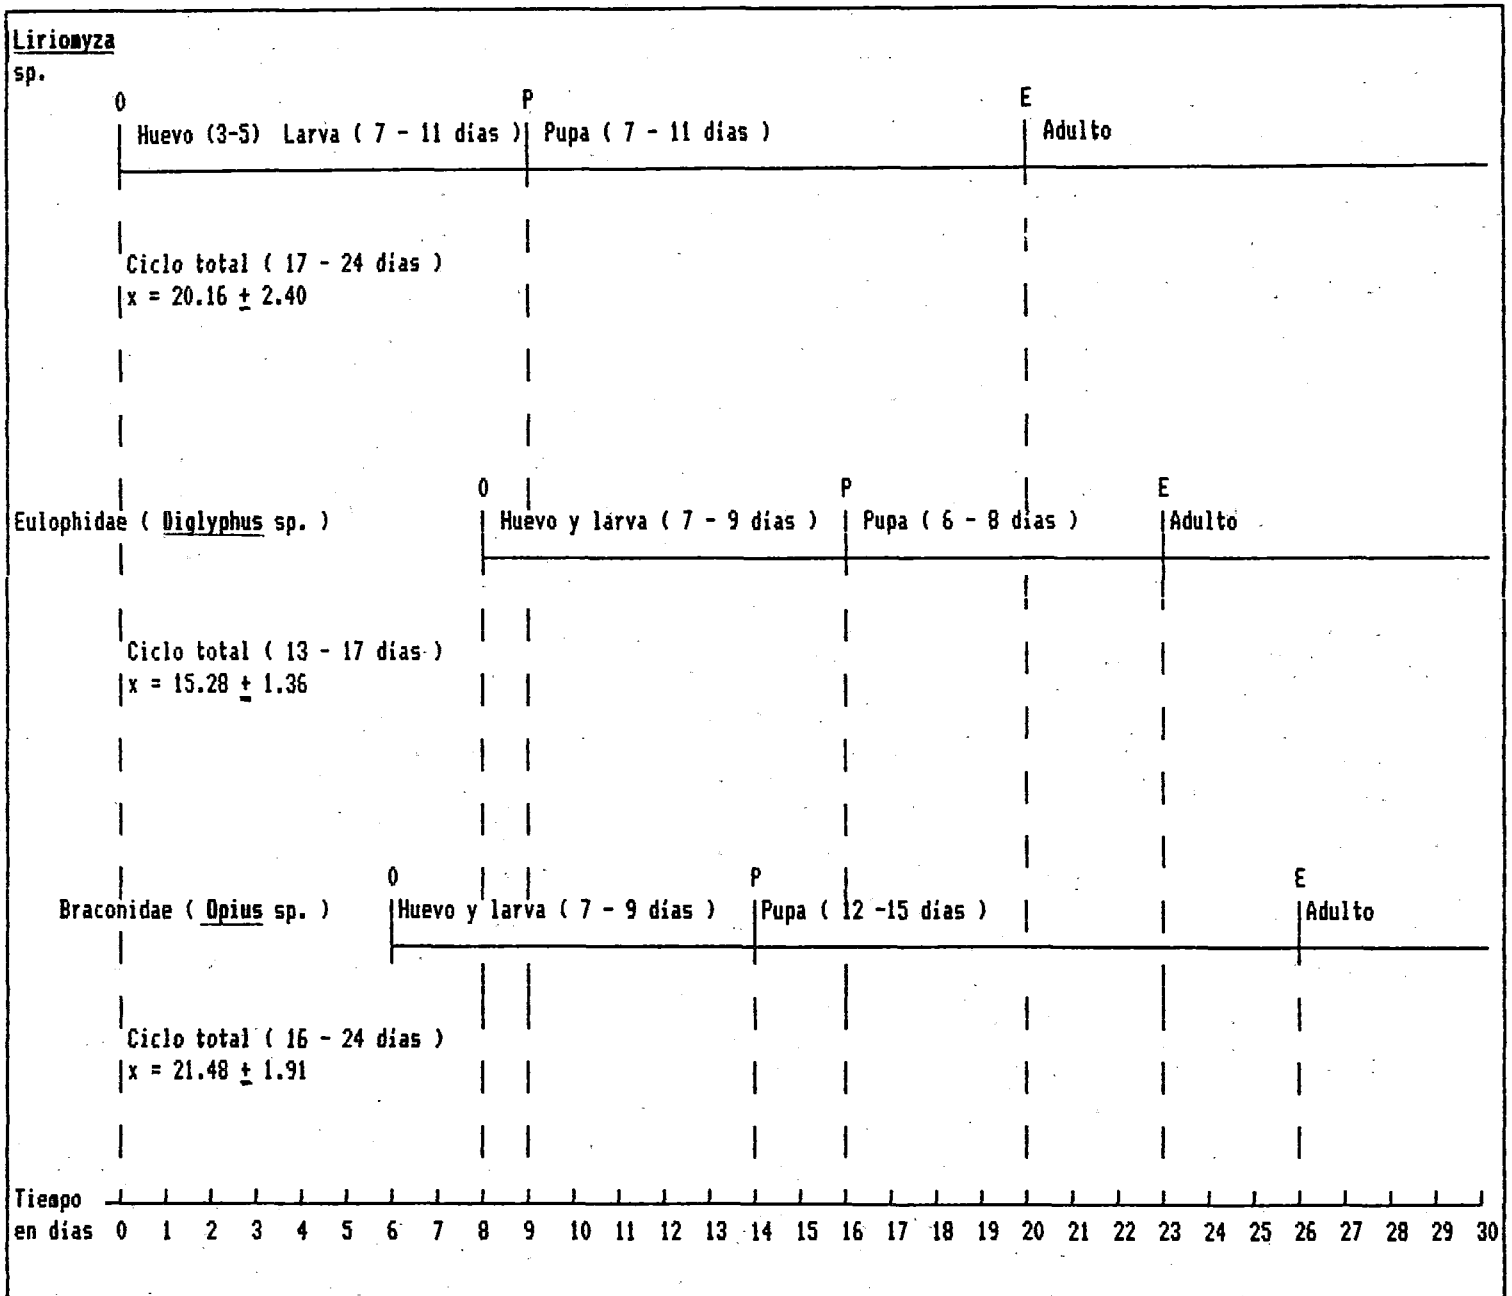 Liriomyza
sp.
O P E
Huevo (3-5) Larva ( 7 - 11 días ) Pupa ( 7 - 11 días ) Adulto
Ciclo total ( 17 - 24 días )
x = 20.16 ± 2.40
O P E
Eulophidae ( Diglyphus sp. ) Huevo y larva ( 7 - 9 días ) Pupa ( 6 - 8 días ) Adulto
Ciclo total ( 13 - 17 días )
x = 15.28 ± 1.36
O P E
Braconidae ( Opius sp. ) Huevo y larva ( 7 - 9 días ) Pupa ( 12 -15 días ) Adulto
Ciclo total ( 16 - 24 días )
x = 21.48 ± 1.91
Tiempo
en días 0 1 2 3 4 5 6 7 8 9 10 11 12 13 14 15 16 17 18 19 20 21 22 23 24 25 26 27 28 29 30